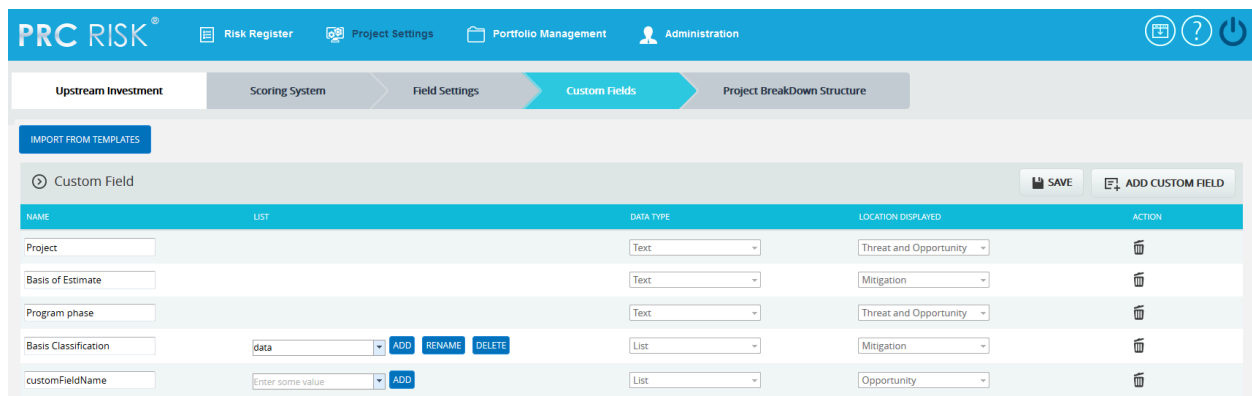 PRC RISK® Risk Register Project Settings Portfolio Management Administration ?
Upstream Investment Scoring System Field Settings Custom Fields Project BreakDown Structure
IMPORT FROM TEMPLATES
Custom Field SAVE ADD CUSTOM FIELD
NAME LIST DATA TYPE LOCATION DISPLAYED ACTION
Project Text Threat and Opportunity
Basis of Estimate Text Mitigation
Program phase Text Threat and Opportunity
Basis Classification data ADD RENAME DELETE List Mitigation
customFieldName Enter some value ADD List Opportunity